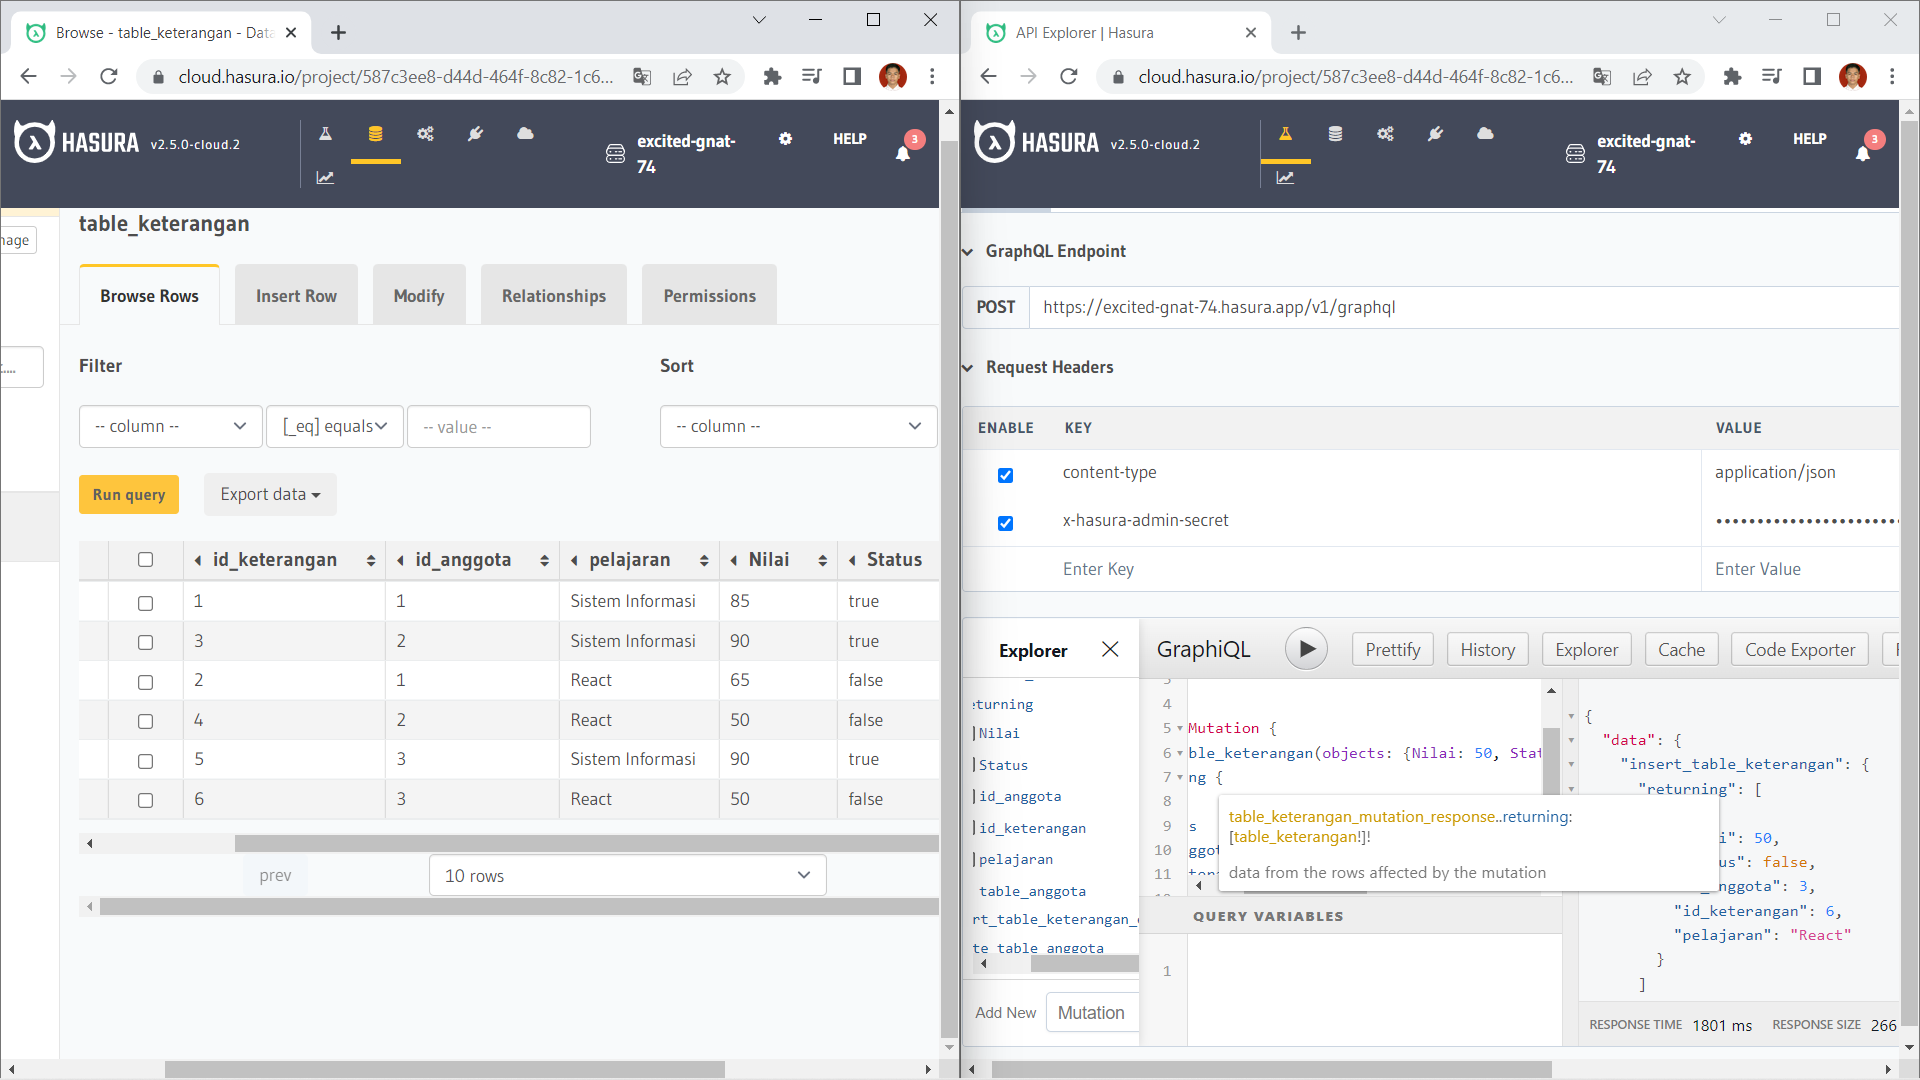 Browse - table_keterangan - Data
cloud.hasura.io/project/587c3ee8-d44d-464f-8c82-1c6...
HASURA v2.5.0-cloud.2
excited-gnat-74
HELP
3
nage
table_keterangan
Browse Rows
Insert Row
Modify
Relationships
Permissions
Filter
Sort
-- column --
[_eq] equals
-- value --
-- column --
Run query
Export data
id_keterangan id_anggota pelajaran Nilai Status
1 1 Sistem Informasi 85 true
3 2 Sistem Informasi 90 true
2 1 React 65 false
4 2 React 50 false
5 3 Sistem Informasi 90 true
6 3 React 50 false
prev
10 rows
API Explorer | Hasura
cloud.hasura.io/project/587c3ee8-d44d-464f-8c82-1c6...
HASURA v2.5.0-cloud.2
excited-gnat-74
HELP
3
GraphQL Endpoint
POST https://excited-gnat-74.hasura.app/v1/graphql
Request Headers
ENABLE KEY VALUE
content-type application/json
x-hasura-admin-secret ••••••••••••••••••••••
Enter Key Enter Value
Explorer
eturning
Nilai
Status
id_anggota
id_keterangan
pelajaran
table_anggota
rt_table_keterangan_
te_table_anggota
Add New Mutation
GraphiQL
Prettify
History
Explorer
Cache
Code Exporter
4
5 Mutation {
6 ble_keterangan(objects: {Nilai: 50, Stat
7 ng {
8
9 s
10 ggot
11
table_keterangan_mutation_response..returning:
[table_keterangan!]!
data from the rows affected by the mutation
QUERY VARIABLES
1
{
"data": {
"insert_table_keterangan": {
"returning": [
i": 50,
us": false,
nggota": 3,
"id_keterangan": 6,
"pelajaran": "React"
}
]
RESPONSE TIME 1801 ms RESPONSE SIZE 266